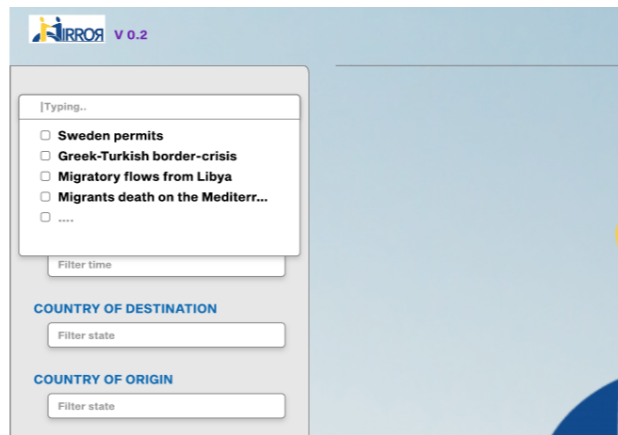 MIRROR V 0.2
|Typing..
Sweden permits
Greek-Turkish border-crisis
Migratory flows from Libya
Migrants death on the Mediterr...
....
Filter time
COUNTRY OF DESTINATION
Filter state
COUNTRY OF ORIGIN
Filter state